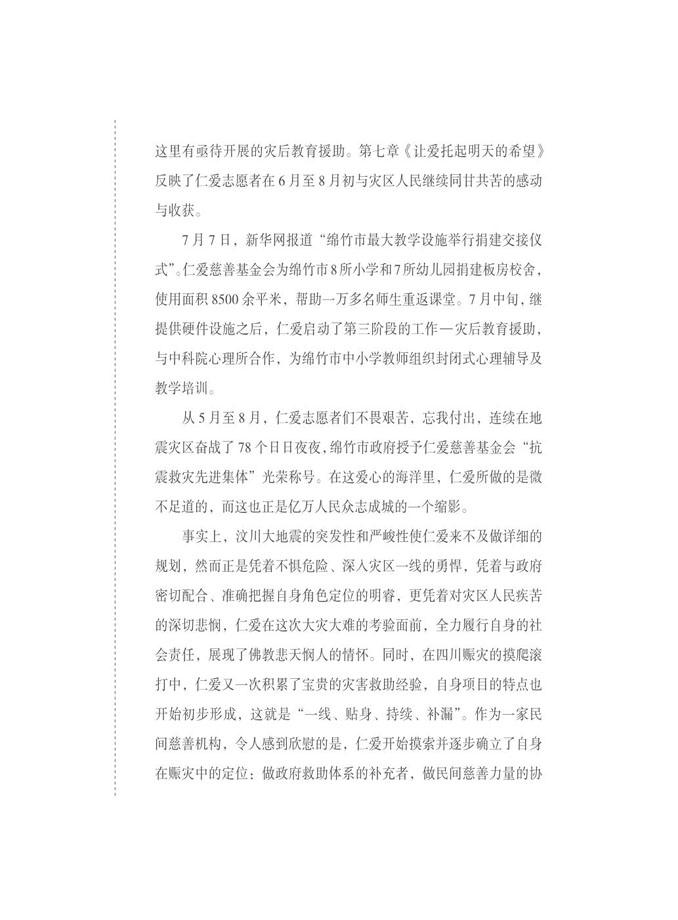 这里有亟待开展的灾后教育援助。第七章《让爱托起明天的希望》
反映了仁爱志愿者在 6 月至 8 月初与灾区人民继续同甘共苦的感动
与收获。
7 月 7 日，新华网报道“绵竹市最大教学设施举行捐建交接仪
式”。仁爱慈善基金会为绵竹市 8 所小学和 7 所幼儿园捐建板房校舍，
使用面积 8500 余平米，帮助一万多名师生重返课堂。7 月中旬，继
提供硬件设施之后，仁爱启动了第三阶段的工作—灾后教育援助，
与中科院心理所合作，为绵竹市中小学教师组织封闭式心理辅导及
教学培训。
从 5 月至 8 月，仁爱志愿者们不畏艰苦，忘我付出，连续在地
震灾区奋战了 78 个日日夜夜，绵竹市政府授予仁爱慈善基金会“抗
震救灾先进集体”光荣称号。在这爱心的海洋里，仁爱所做的是微
不足道的，而这也正是亿万人民众志成城的一个缩影。
事实上，汶川大地震的突发性和严峻性使仁爱来不及做详细的
规划，然而正是凭着不惧危险、深入灾区一线的勇悍，凭着与政府
密切配合、准确把握自身角色定位的明睿，更凭着对灾区人民疾苦
的深切悲悯，仁爱在这次大灾大难的考验面前，全力履行自身的社
会责任，展现了佛教悲天悯人的情怀。同时，在四川赈灾的摸爬滚
打中，仁爱又一次积累了宝贵的灾害救助经验，自身项目的特点也
开始初步形成，这就是“一线、贴身、持续、补漏”。作为一家民
间慈善机构，令人感到欣慰的是，仁爱开始摸索并逐步确立了自身
在赈灾中的定位：做政府救助体系的补充者，做民间慈善力量的协